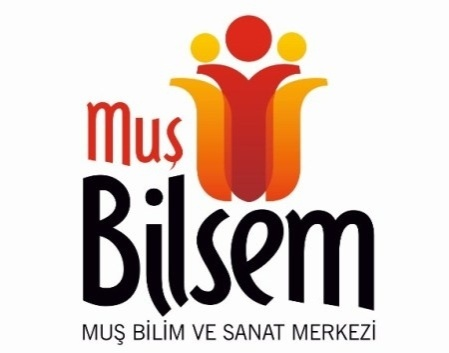 muş
Bilsem
MUŞ BİLİM VE SANAT MERKEZİ